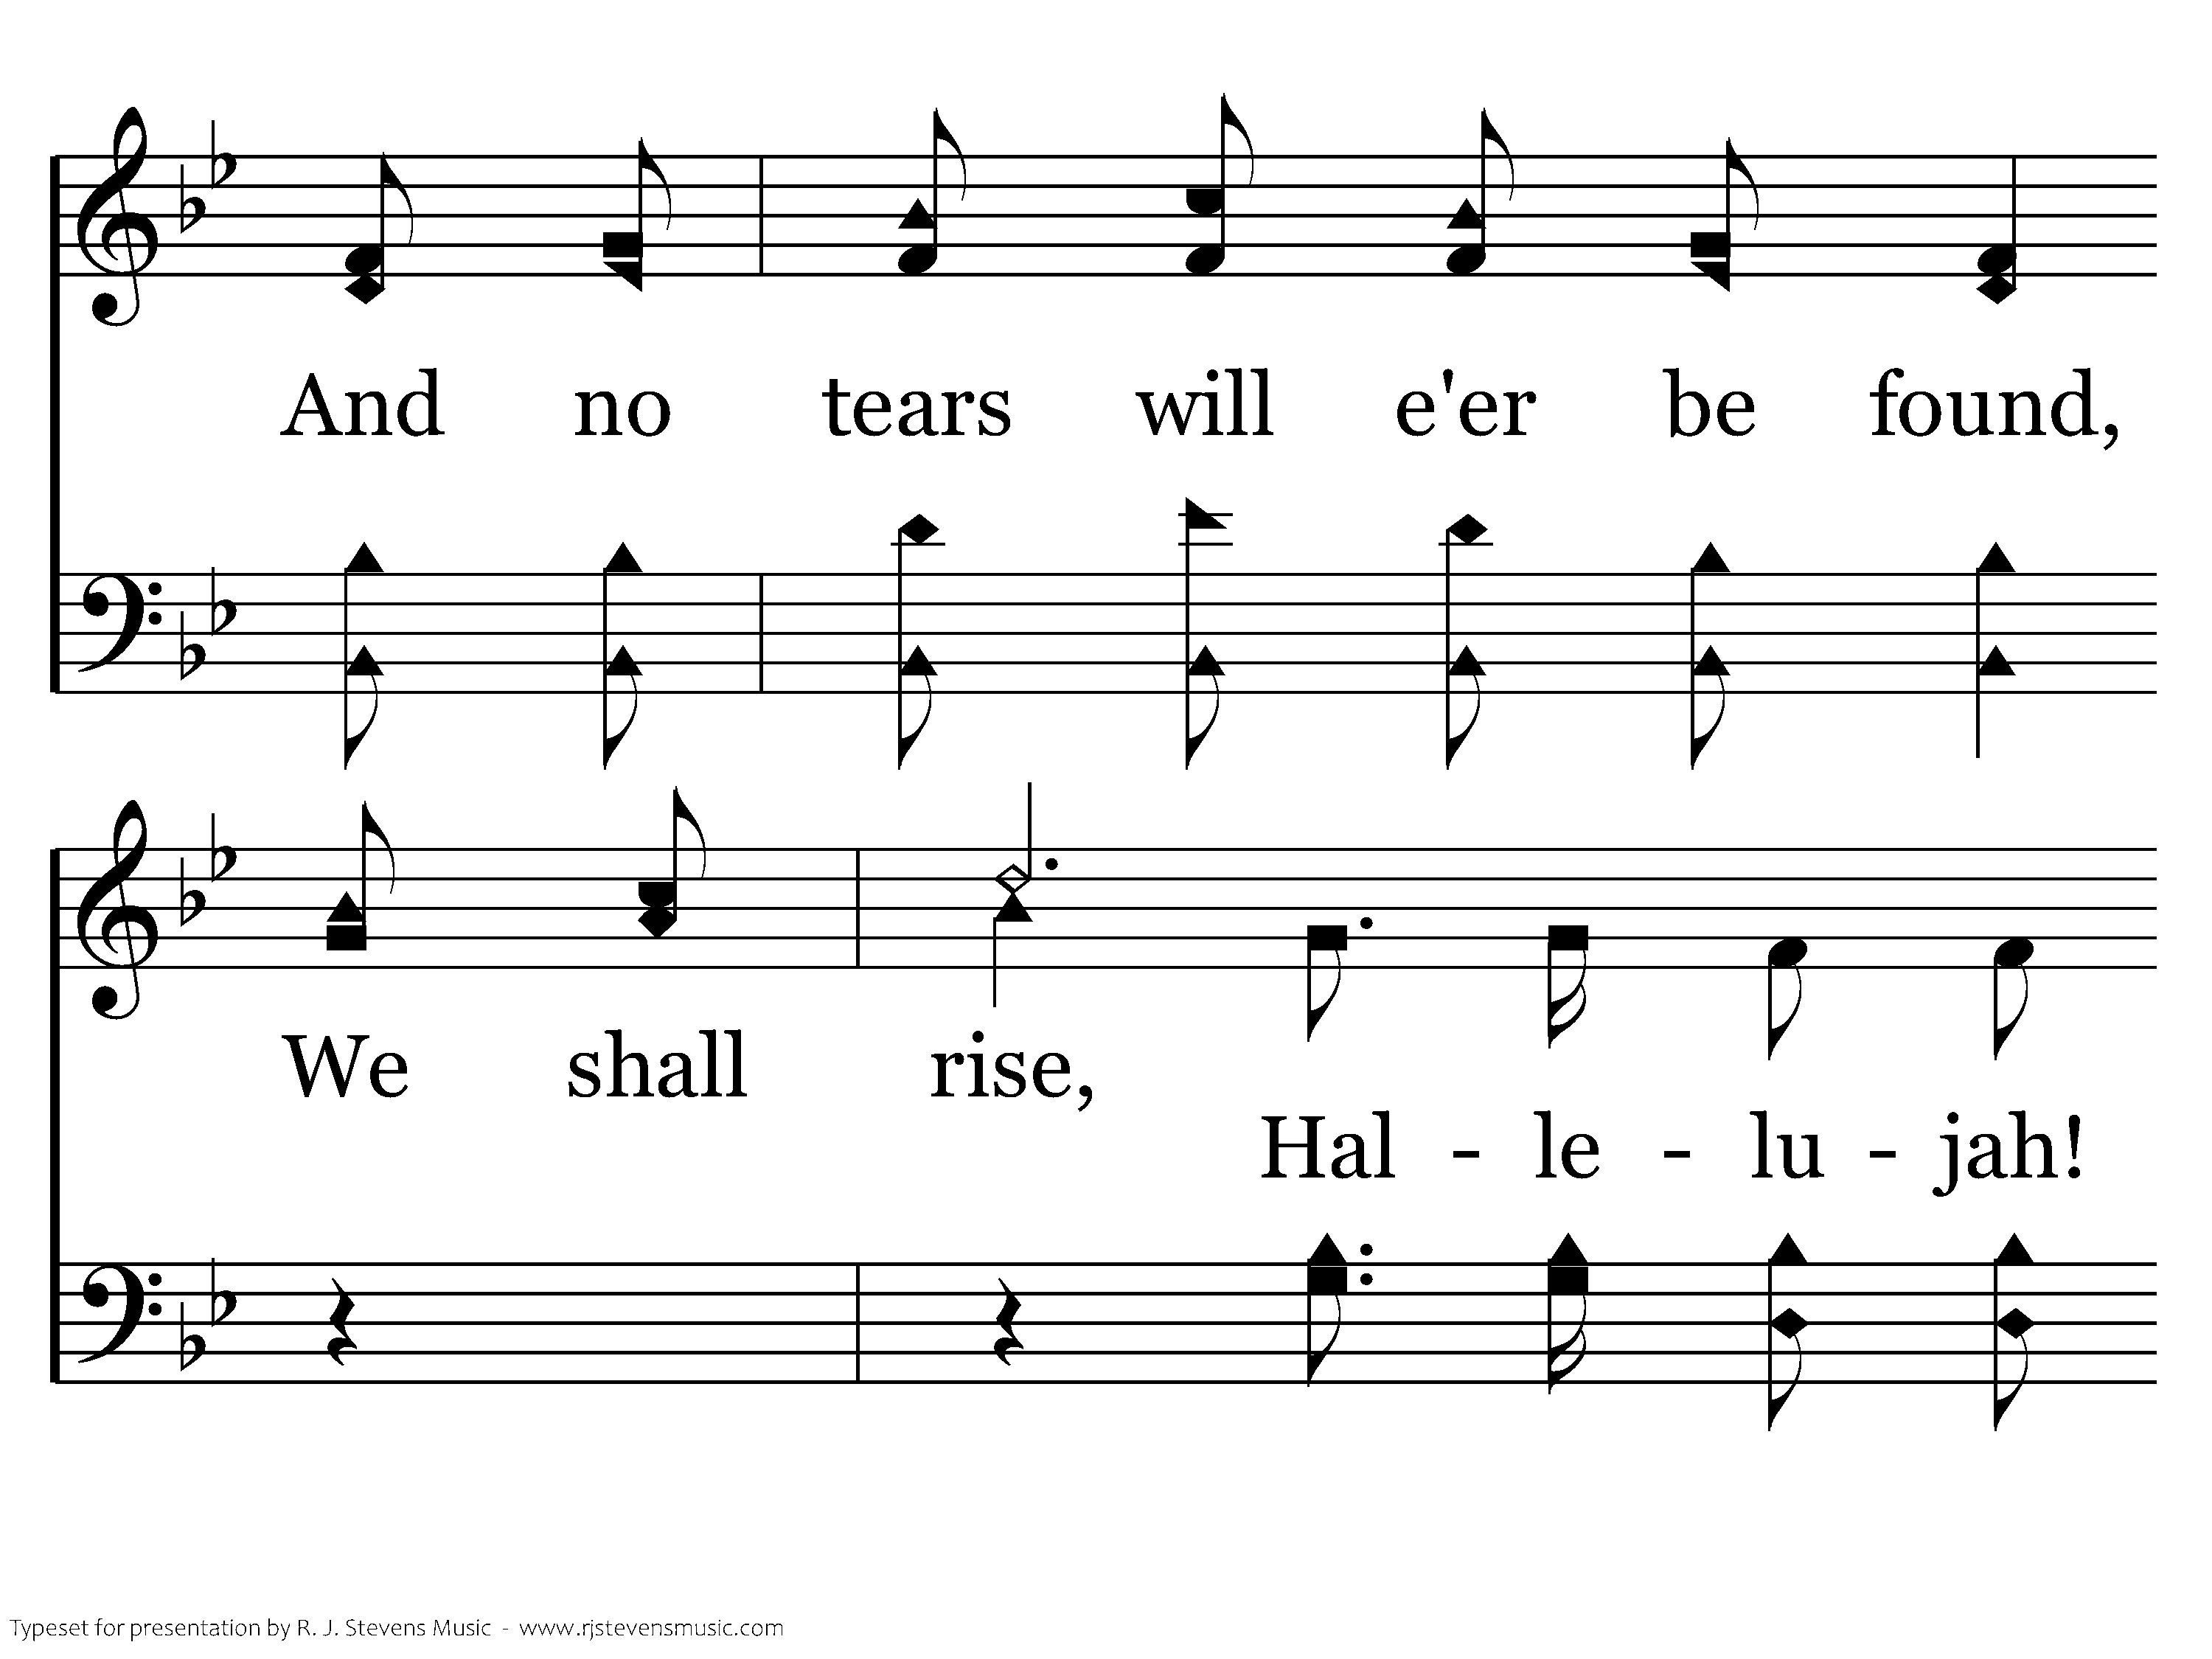 And no tears will e'er be found,
We shall rise,
Hal - le - lu - jah!
Typeset for presentation by R. J. Stevens Music - www.rjstevensmusic.com